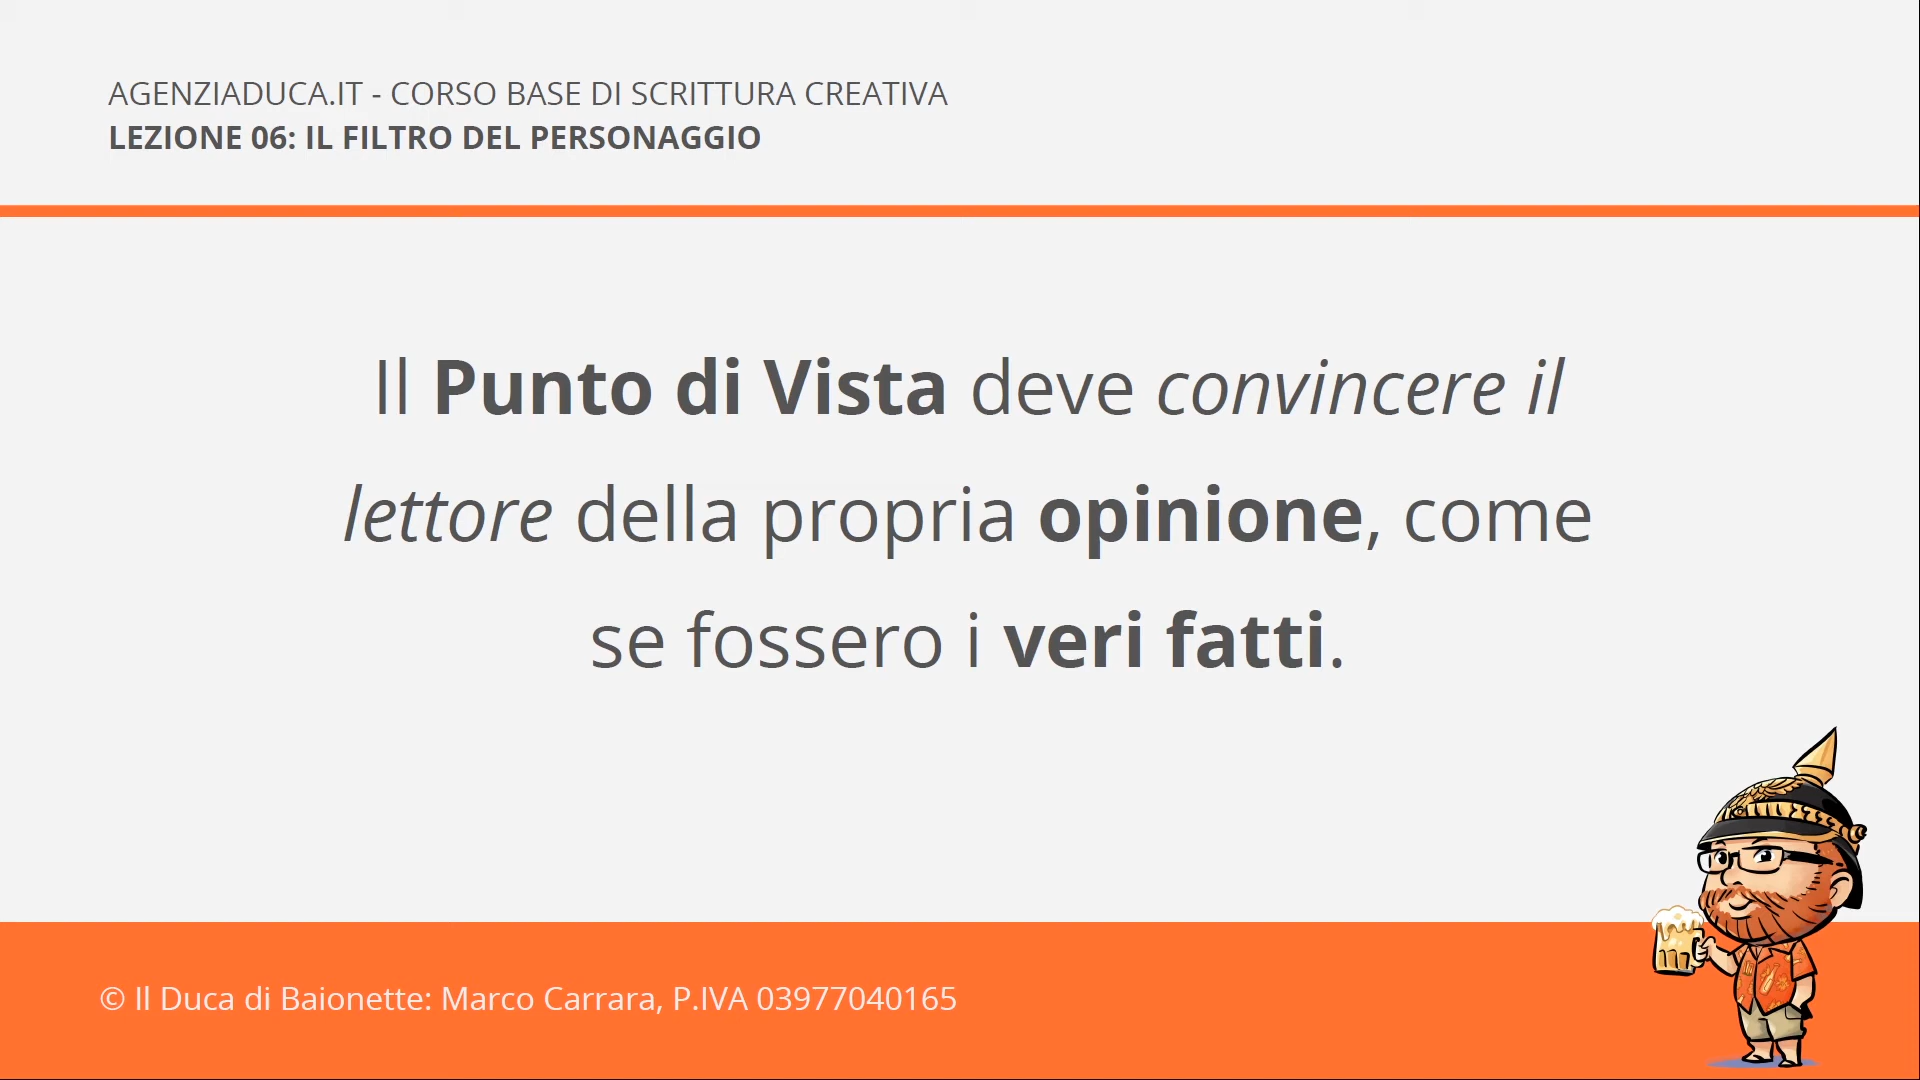 AGENZIADUCA.IT - CORSO BASE DI SCRITTURA CREATIVA
LEZIONE 06: IL FILTRO DEL PERSONAGGIO
Il Punto di Vista deve convincere il
lettore della propria opinione, come
se fossero i veri fatti.
© Il Duca di Baionette: Marco Carrara, P.IVA 03977040165